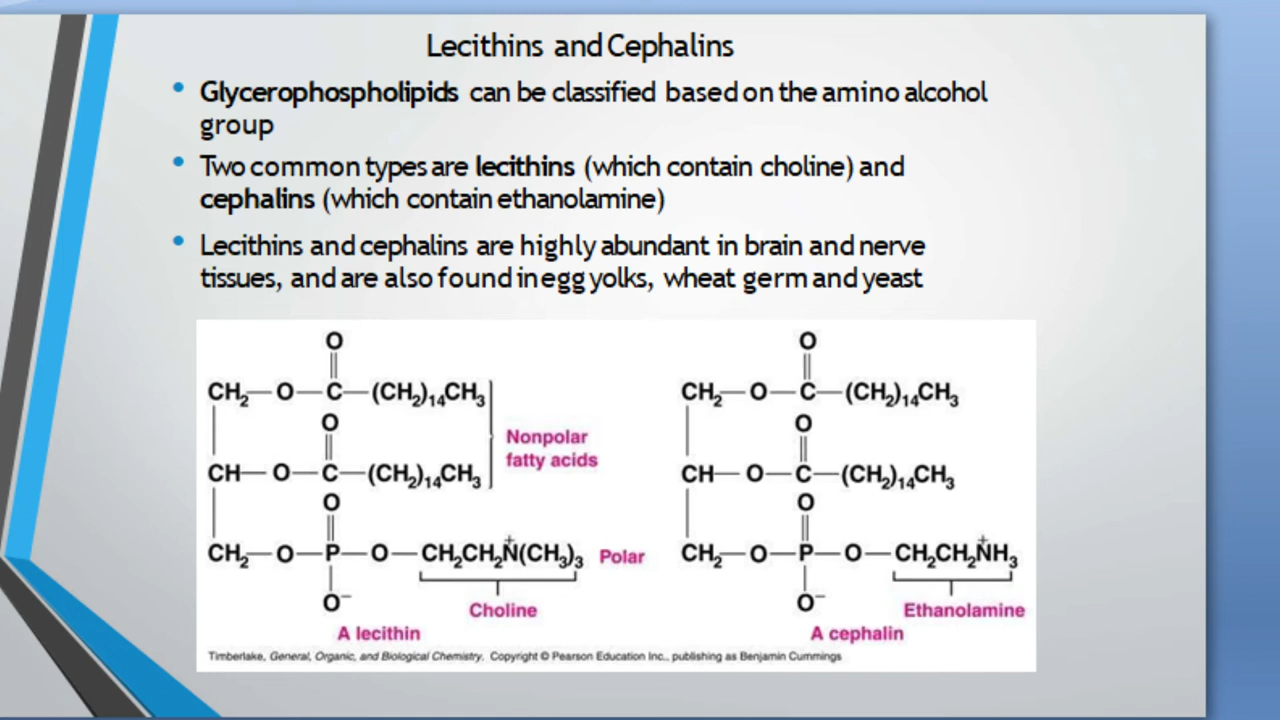 Lecithins and Cephalins
• Glycerophospholipids can be classified based on the amino alcohol
group
• Two common types are lecithins (which contain choline) and
cephalins (which contain ethanolamine)
• Lecithins and cephalins are highly abundant in brain and nerve
tissues, and are also found in egg yolks, wheat germ and yeast
O
CH₂—O—C—(CH₂)₁₄CH₃
O
CH—O—C—(CH₂)₁₄CH₃
O
CH₂—O—P—O—CH₂CH₂N⁺(CH₃)₃
O⁻
Nonpolar
fatty acids
Polar
Choline
A lecithin
O
CH₂—O—C—(CH₂)₁₄CH₃
O
CH—O—C—(CH₂)₁₄CH₃
O
CH₂—O—P—O—CH₂CH₂N⁺H₃
O⁻
Ethanolamine
A cephalin
Timberlake, General, Organic, and Biological Chemistry. Copyright © Pearson Education Inc., publishing as Benjamin Cummings